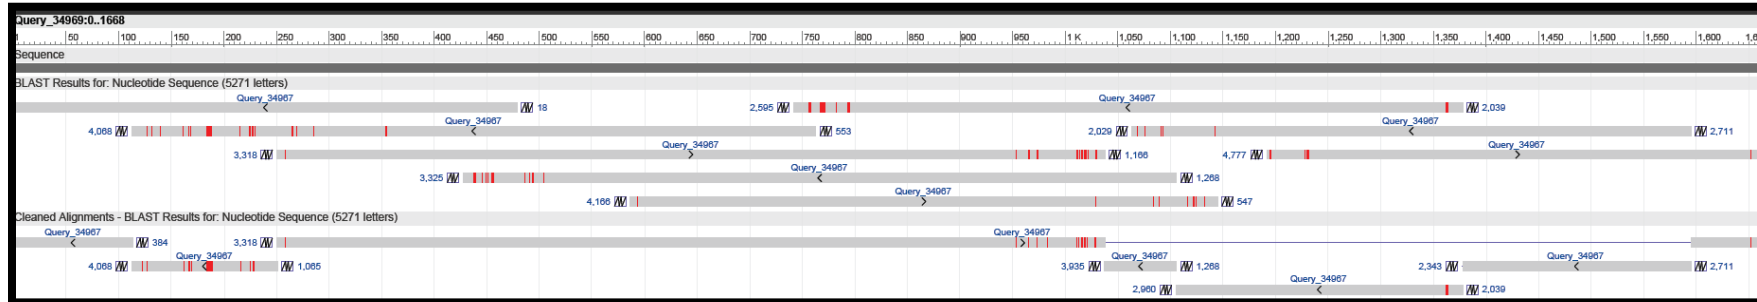 Query_34969:0..1668
1 50 100 150 200 250 300 350 400 450 500 550 600 650 700 750 800 850 900 950 1 K 1,050 1,100 1,150 1,200 1,250 1,300 1,350 1,400 1,450 1,500 1,550 1,600
Sequence
BLAST Results for: Nucleotide Sequence (5271 letters)
Query_34967 Query_34967
18 2,595 2,039
Query_34967 Query_34967
4,068 553 2,029 2,711
Query_34967 Query_34967
3,318 1,166 4,777
Query_34967
3,325 1,268
Query_34967
4,166 547
Cleaned Alignments - BLAST Results for: Nucleotide Sequence (5271 letters)
Query_34967 Query_34967
384 3,318
Query_34967 Query_34967 Query_34967
4,068 1,065 3,935 1,268 2,343 2,711
Query_34967
2,960 2,039